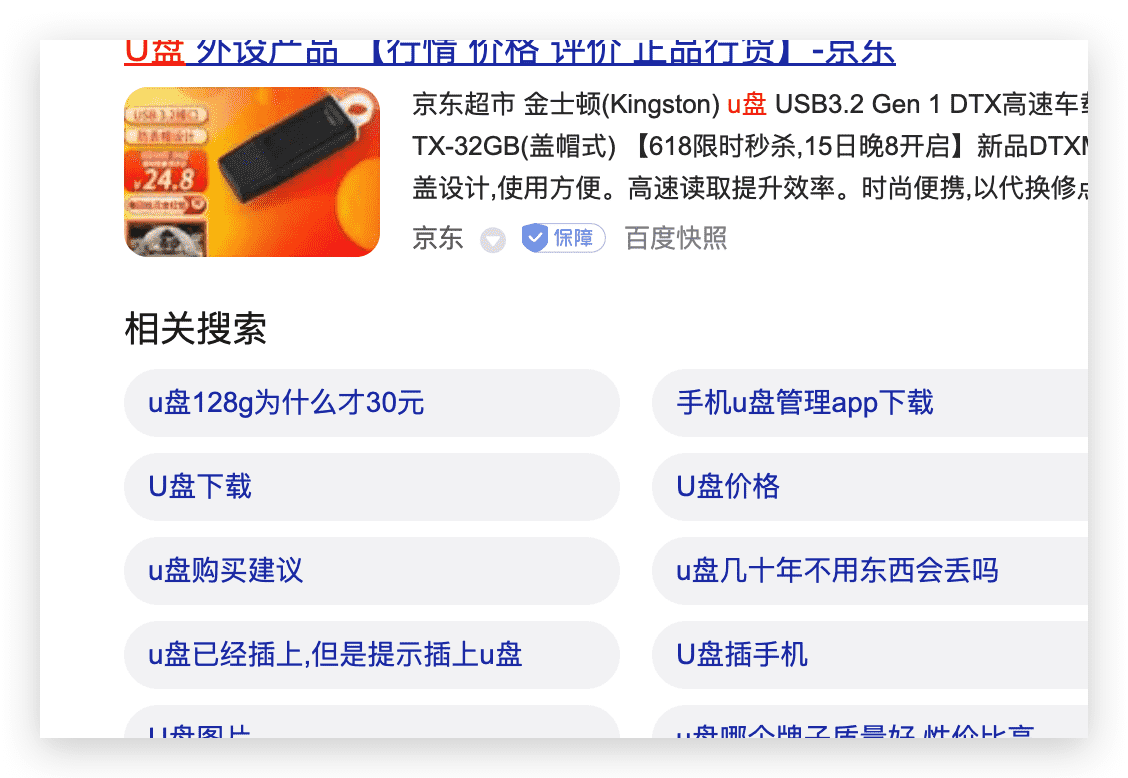 U盘 外设产品 【行情 价格 评价 正品行货】-京东
USB3.2接口
防丢帽设计
¥24.8
京东超市 金士顿(Kingston) u盘 USB3.2 Gen 1 DTX高速车
TX-32GB(盖帽式) 【618限时秒杀,15日晚8开启】新品DTXM
盖设计,使用方便。高速读取提升效率。时尚便携,以代换修
京东 保障 百度快照
相关搜索
u盘128g为什么才30元 手机u盘管理app下载
U盘下载 U盘价格
u盘购买建议 u盘几十年不用东西会丢吗
u盘已经插上,但是提示插上u盘 U盘插手机
U盘图片 u盘哪个牌子质量好,性价比高